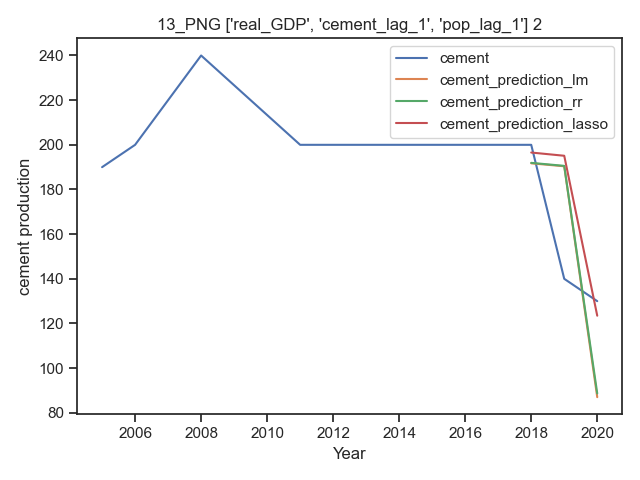 13_PNG ['real_GDP', 'cement_lag_1', 'pop_lag_1'] 2
cement
cement_prediction_lm
cement_prediction_rr
cement_prediction_lasso
cement production
240
220
200
180
160
140
120
100
80
2006 2008 2010 2012 2014 2016 2018 2020
Year